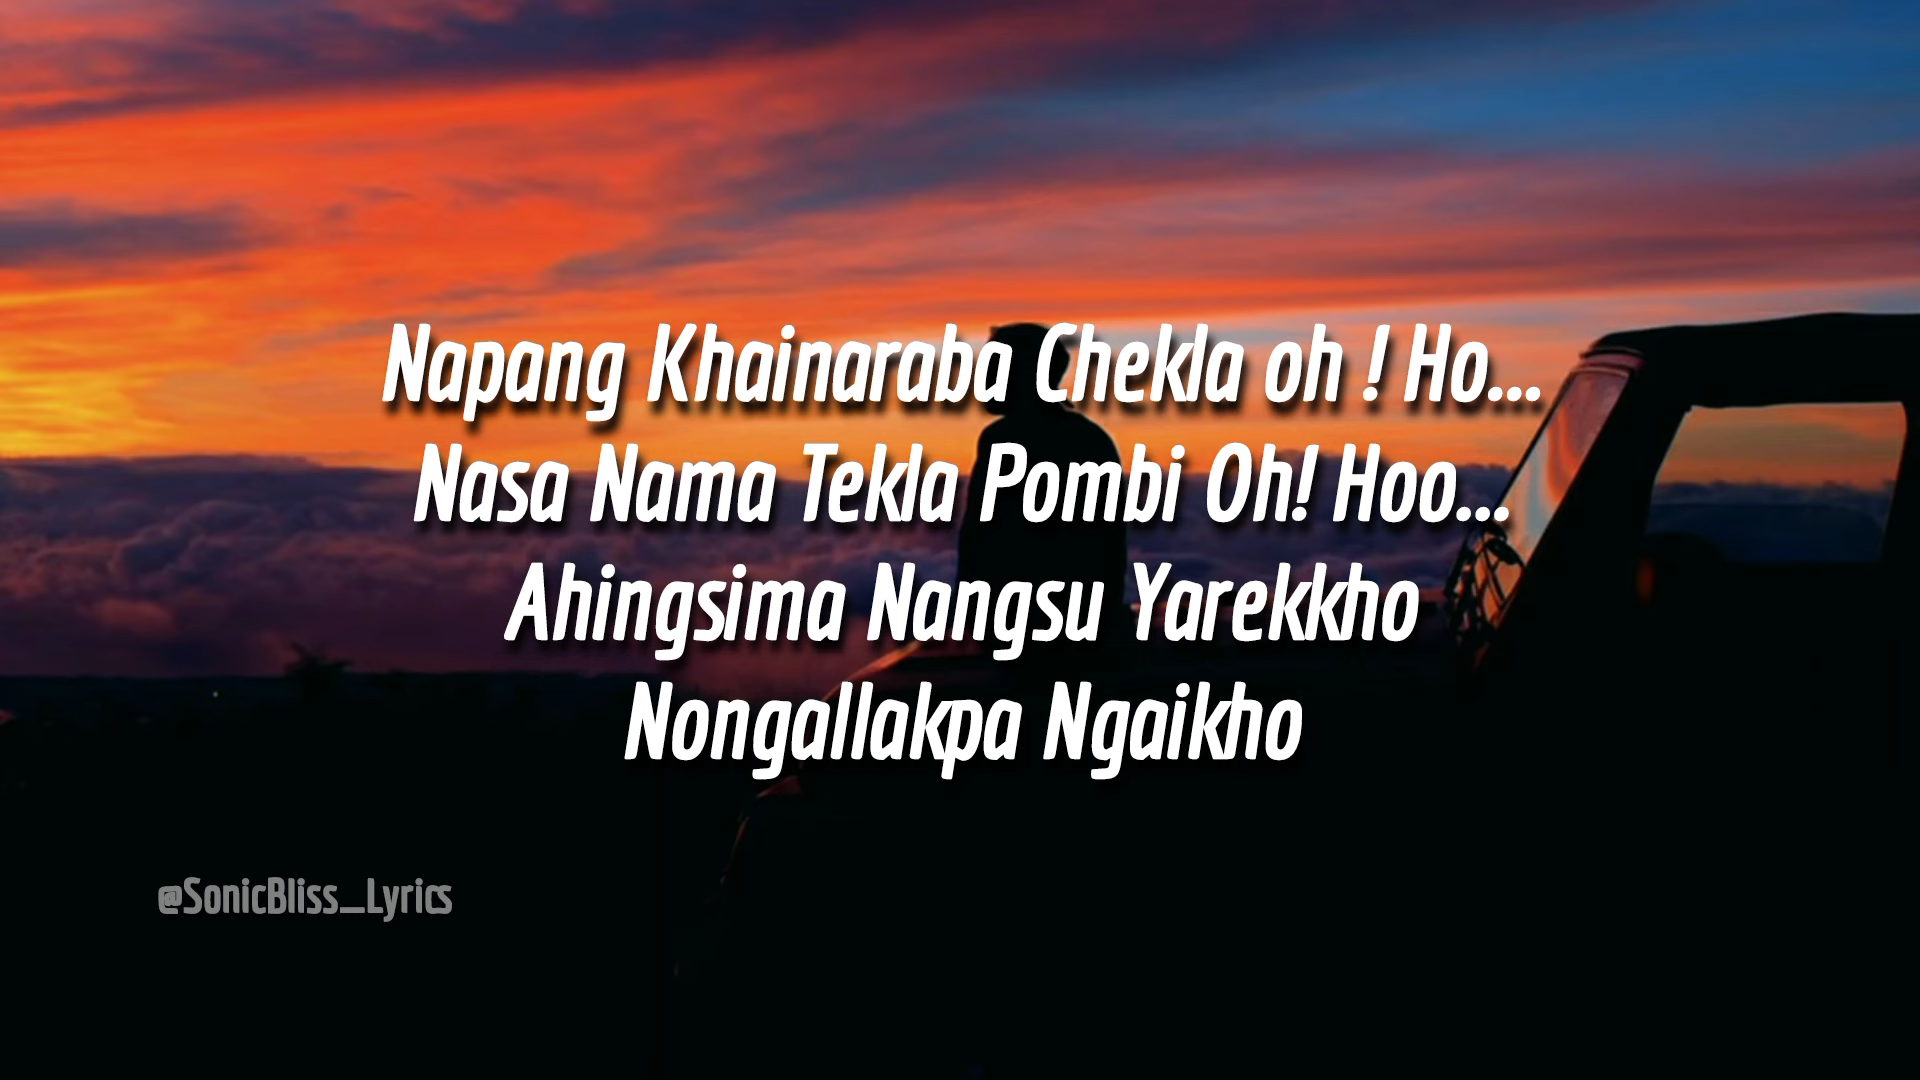 Napang Khainaraba Chekla oh ! Ho...
Nasa Nama Tekla Pombi Oh! Hoo...
Ahingsima Nangsu Yarekkho
Nongallakpa Ngaikho
@SonicBliss_Lyrics